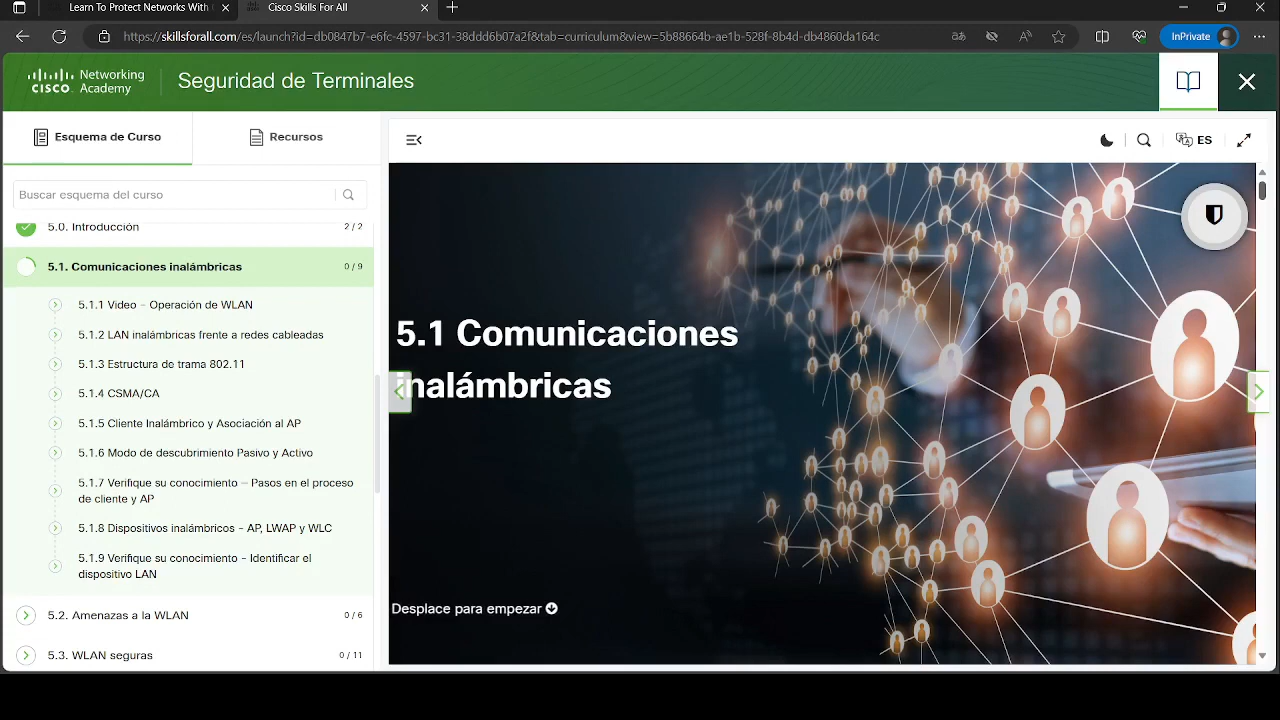 Learn To Protect Networks With
Cisco Skills For All
https://skillsforall.com/es/launch?id=db0847b7-e6fc-4597-bc31-38ddd6b07a2f&tab=curriculum&view=5b88664b-ae1b-528f-8b4d-db4860da164c
InPrivate
Networking
CISCO Academy
Seguridad de Terminales
Esquema de Curso
Recursos
ES
Buscar esquema del curso
5.0. Introducción 2 / 2
5.1. Comunicaciones inalámbricas 0 / 9
5.1.1 Video – Operación de WLAN
5.1.2 LAN inalámbricas frente a redes cableadas
5.1.3 Estructura de trama 802.11
5.1.4 CSMA/CA
5.1.5 Cliente Inalámbrico y Asociación al AP
5.1.6 Modo de descubrimiento Pasivo y Activo
5.1.7 Verifique su conocimiento – Pasos en el proceso
de cliente y AP
5.1.8 Dispositivos inalámbricos - AP, LWAP y WLC
5.1.9 Verifique su conocimiento - Identificar el
dispositivo LAN
5.2. Amenazas a la WLAN 0 / 6
5.3. WLAN seguras 0 / 11
5.1 Comunicaciones
inalámbricas
Desplace para empezar